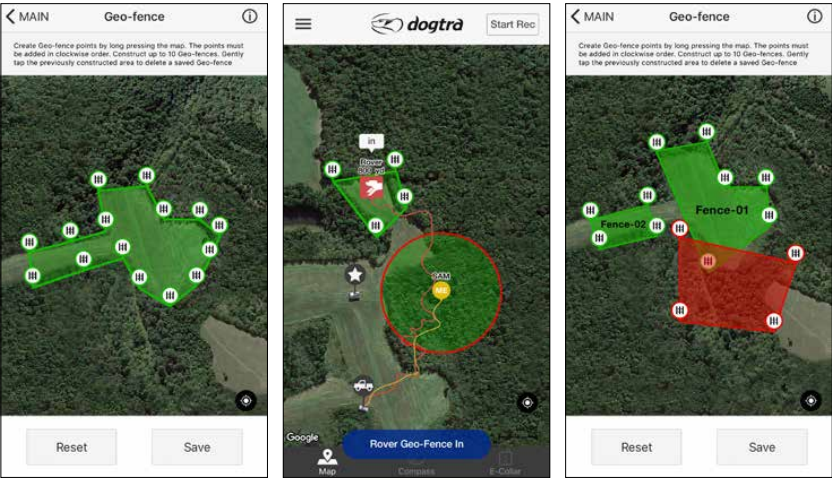 MAIN Geo-fence
Create Geo-fence points by long pressing the map. The points must
be added in clockwise order. Construct up to 10 Geo-fences. Gently
tap the previously constructed area to delete a saved Geo-fence
Reset Save
dogtra Start Rec
in
Rover
SAM
ME
Google
Rover Geo-Fence In
Map Compass E-Collar
MAIN Geo-fence
Create Geo-fence points by long pressing the map. The points must
be added in clockwise order. Construct up to 10 Geo-fences. Gently
tap the previously constructed area to delete a saved Geo-fence
Fence-01
Fence-02
Reset Save